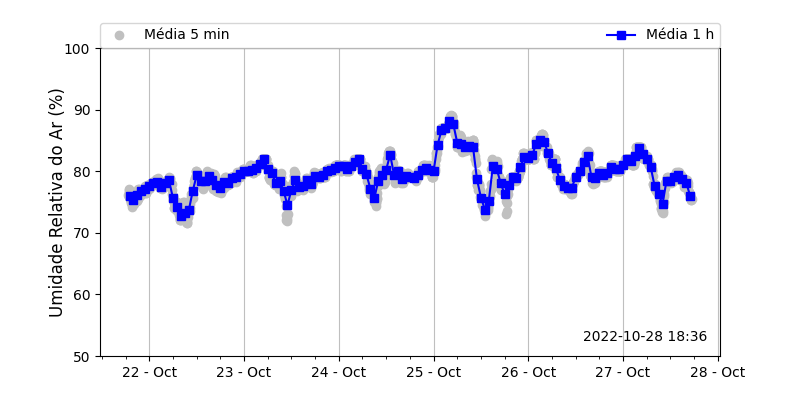 Média 5 min
Média 1 h
Umidade Relativa do Ar (%)
100
90
80
70
60
50
2022-10-28 18:36
22 - Oct
23 - Oct
24 - Oct
25 - Oct
26 - Oct
27 - Oct
28 - Oct